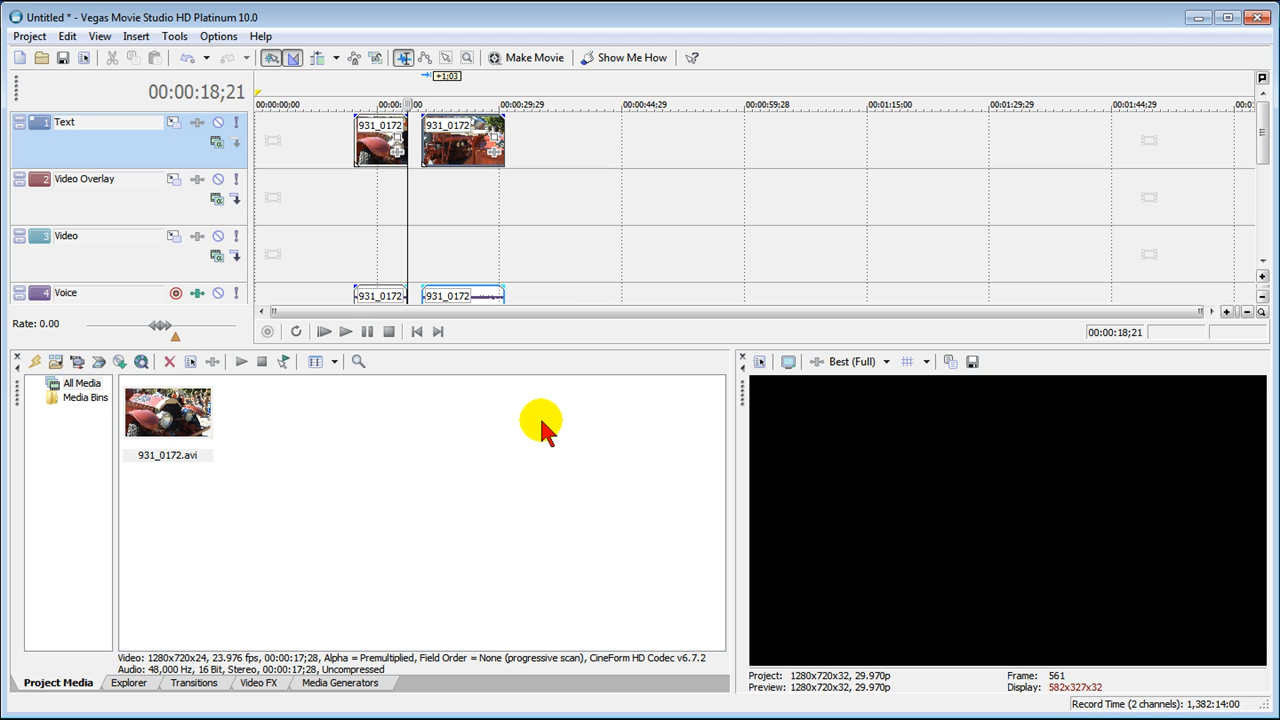 Untitled * - Vegas Movie Studio HD Platinum 10.0
Project Edit View Insert Tools Options Help
Make Movie Show Me How
+1:03
00:00:18;21
00:00:00;00 00:00: 00 00:00:29;29 00:00:44;29 00:00:59;28 00:01:15;00 00:01:29;29 00:01:44;29 00:0
1 Text
931_0172 931_0172
2 Video Overlay
3 Video
4 Voice
931_0172 931_0172
Rate: 0.00
00:00:18;21
All Media
Media Bins
Best (Full)
931_0172.avi
Video: 1280x720x24, 23.976 fps, 00:00:17;28, Alpha = Premultiplied, Field Order = None (progressive scan), CineForm HD Codec v6.7.2
Audio: 48,000 Hz, 16 Bit, Stereo, 00:00:17;28, Uncompressed
Project Media Explorer Transitions Video FX Media Generators
Project: 1280x720x32, 29.970p Frame: 561
Preview: 1280x720x32, 29.970p Display: 582x327x32
Record Time (2 channels): 1,382:14:00